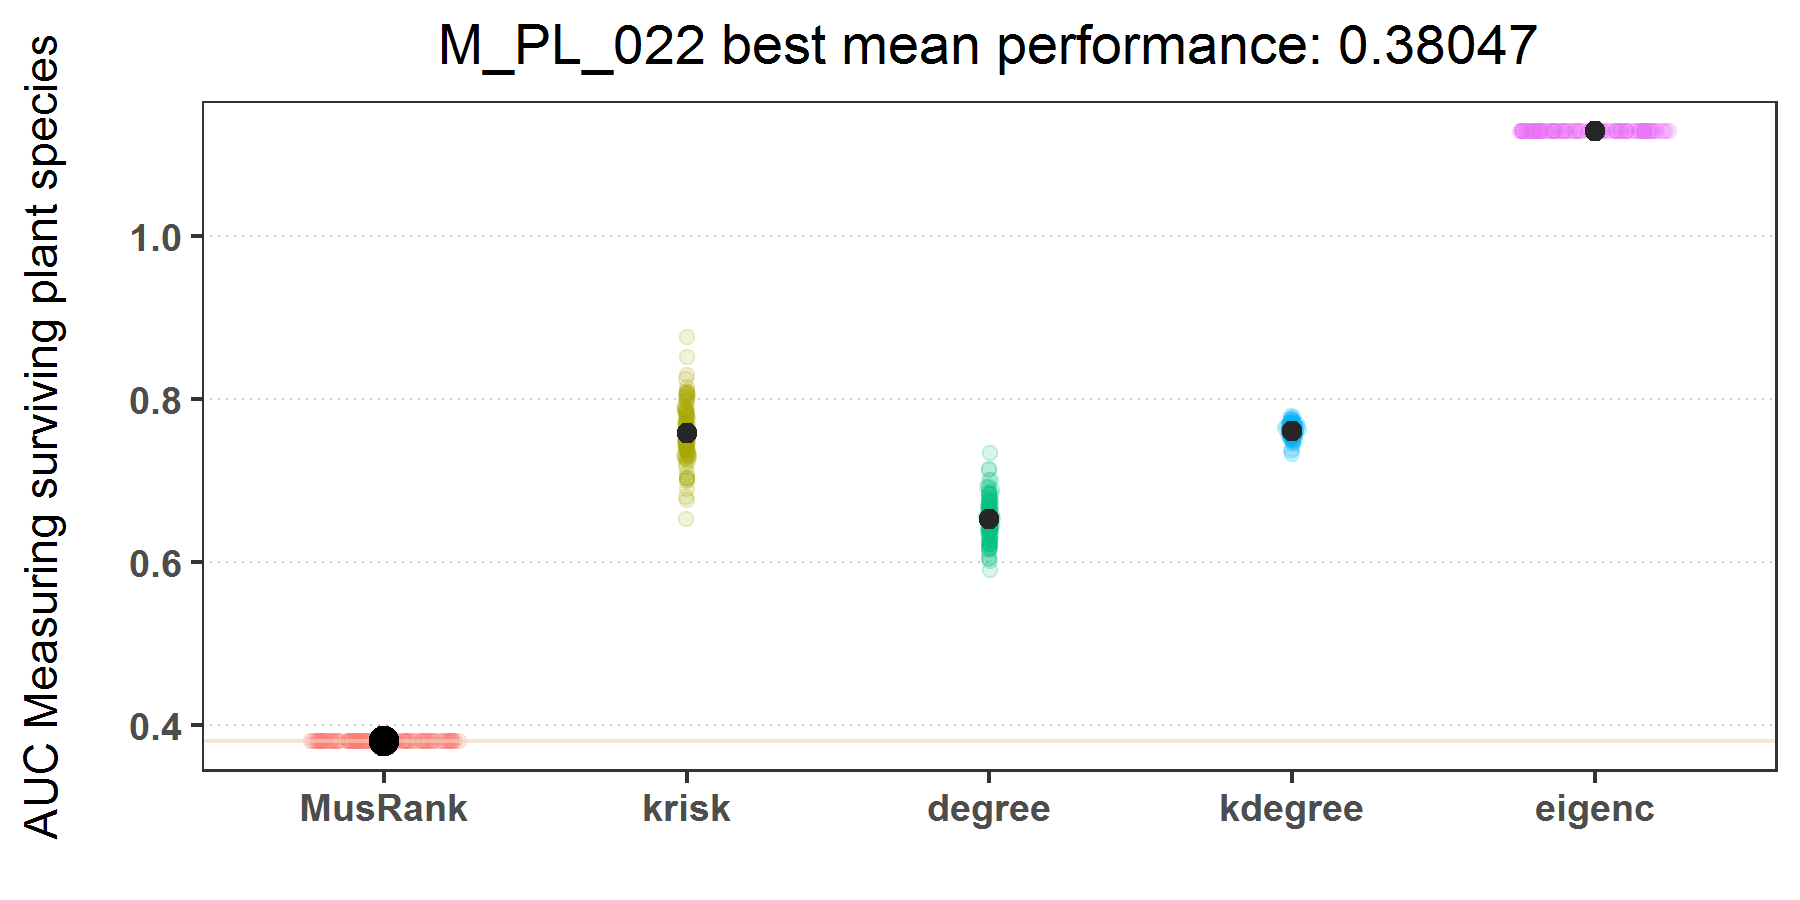 M_PL_022 best mean performance: 0.38047
AUC Measuring surviving plant species
1.0
0.8
0.6
0.4
MusRank krisk degree kdegree eigenc